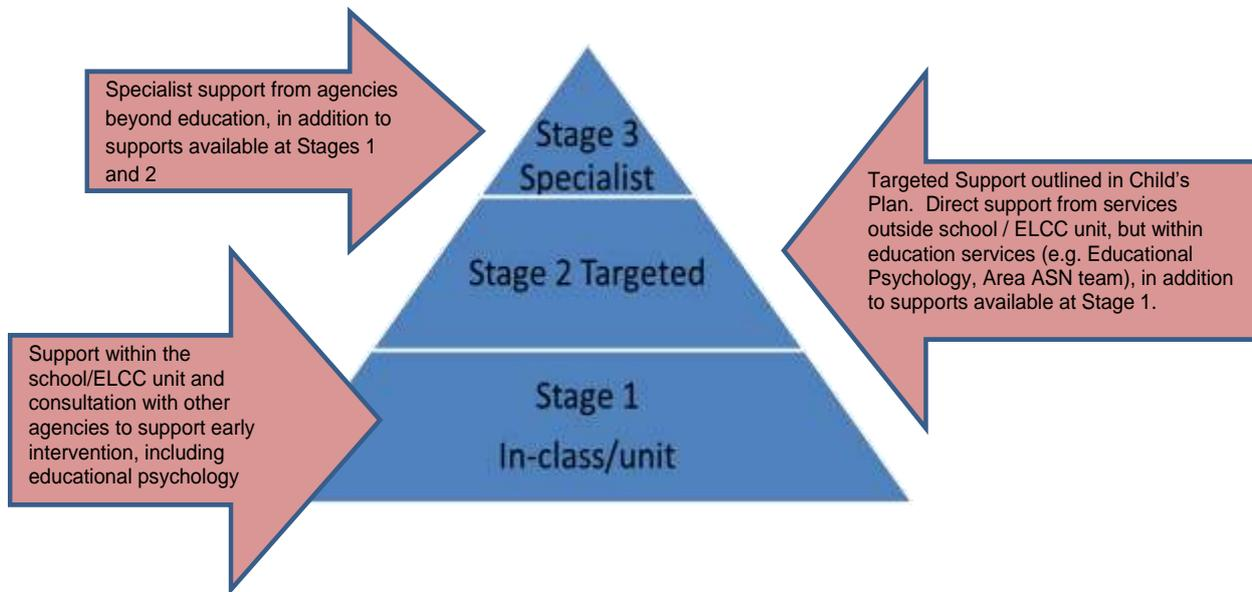 Specialist support from agencies
beyond education, in addition to
supports available at Stages 1
and 2
Stage 3
Specialist
Targeted Support outlined in Child's
Plan. Direct support from services
outside school / ELCC unit, but within
education services (e.g. Educational
Psychology, Area ASN team), in addition
to supports available at Stage 1.
Stage 2 Targeted
Support within the
school/ELCC unit and
consultation with other
agencies to support early
intervention, including
educational psychology
Stage 1
In-class/unit